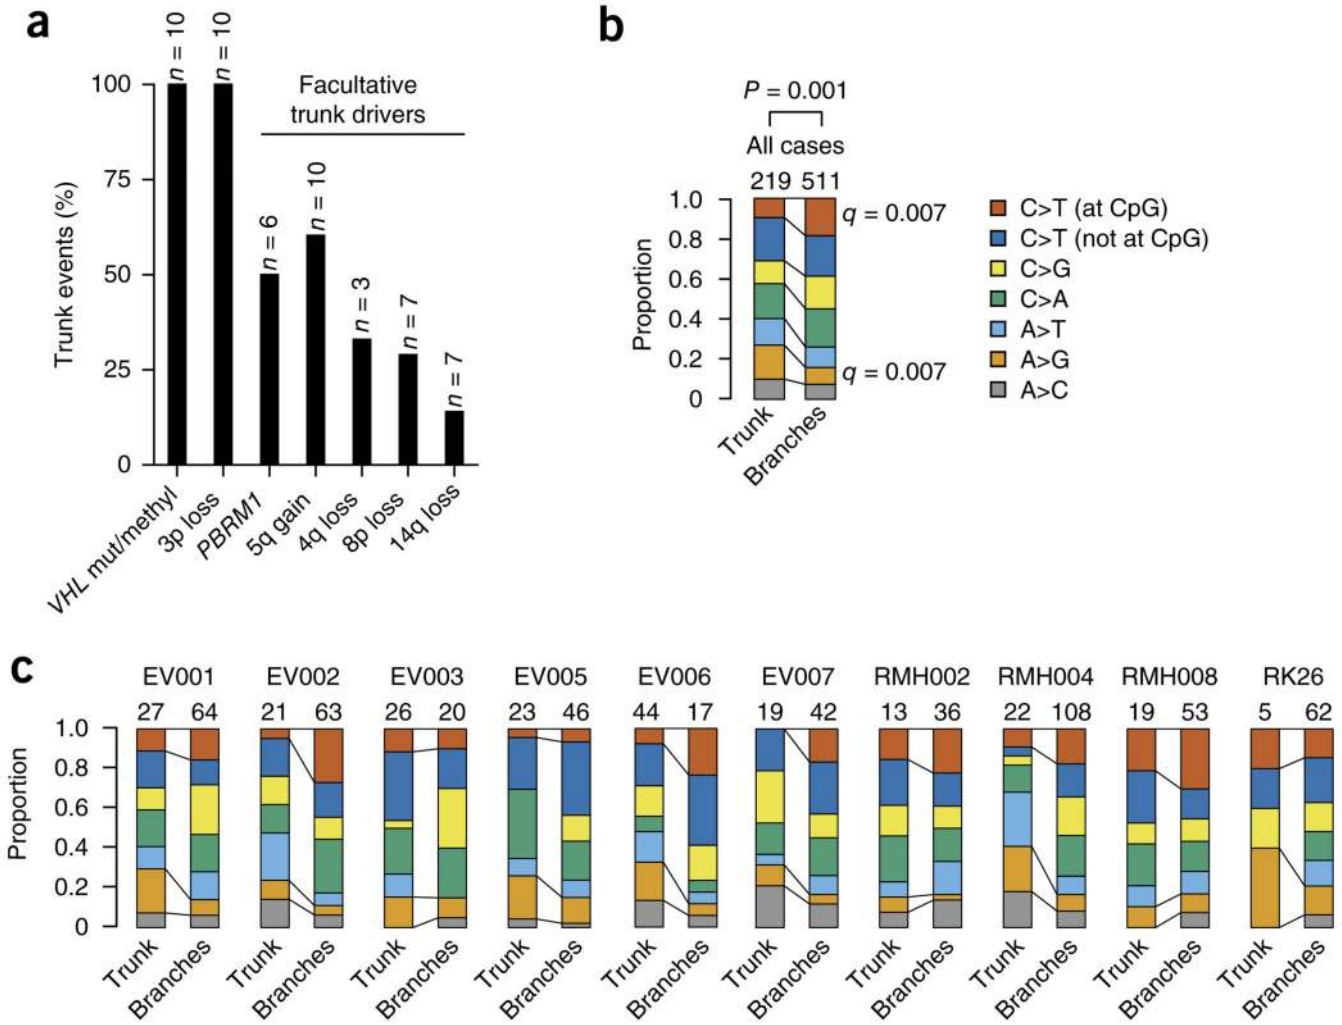 a
n = 10
n = 10
Facultative
trunk drivers
n = 6
n = 10
n = 3
n = 7
n = 7
Trunk events (%)
100
75
50
25
0
VHL mut/methyl
3p loss
PBRM1
5q gain
4q loss
8p loss
14q loss
b
P = 0.001
All cases
219 511
Proportion
1.0
0.8
0.6
0.4
0.2
0
q = 0.007
q = 0.007
Trunk
Branches
C>T (at CpG)
C>T (not at CpG)
C>G
C>A
A>T
A>G
A>C
c
EV001 EV002 EV003 EV005 EV006 EV007 RMH002 RMH004 RMH008 RK26
27 64 21 63 26 20 23 46 44 17 19 42 13 36 22 108 19 53 5 62
Proportion
1.0
0.8
0.6
0.4
0.2
0
Trunk Branches Trunk Branches Trunk Branches Trunk Branches Trunk Branches Trunk Branches Trunk Branches Trunk Branches Trunk Branches Trunk Branches